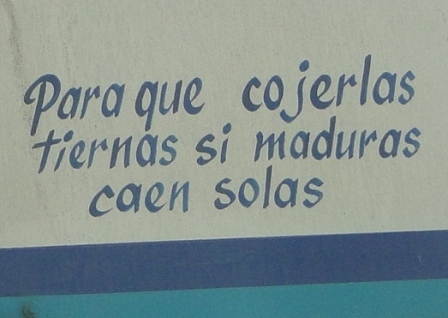 Para que cojerlas
tiernas si maduras
caen solas